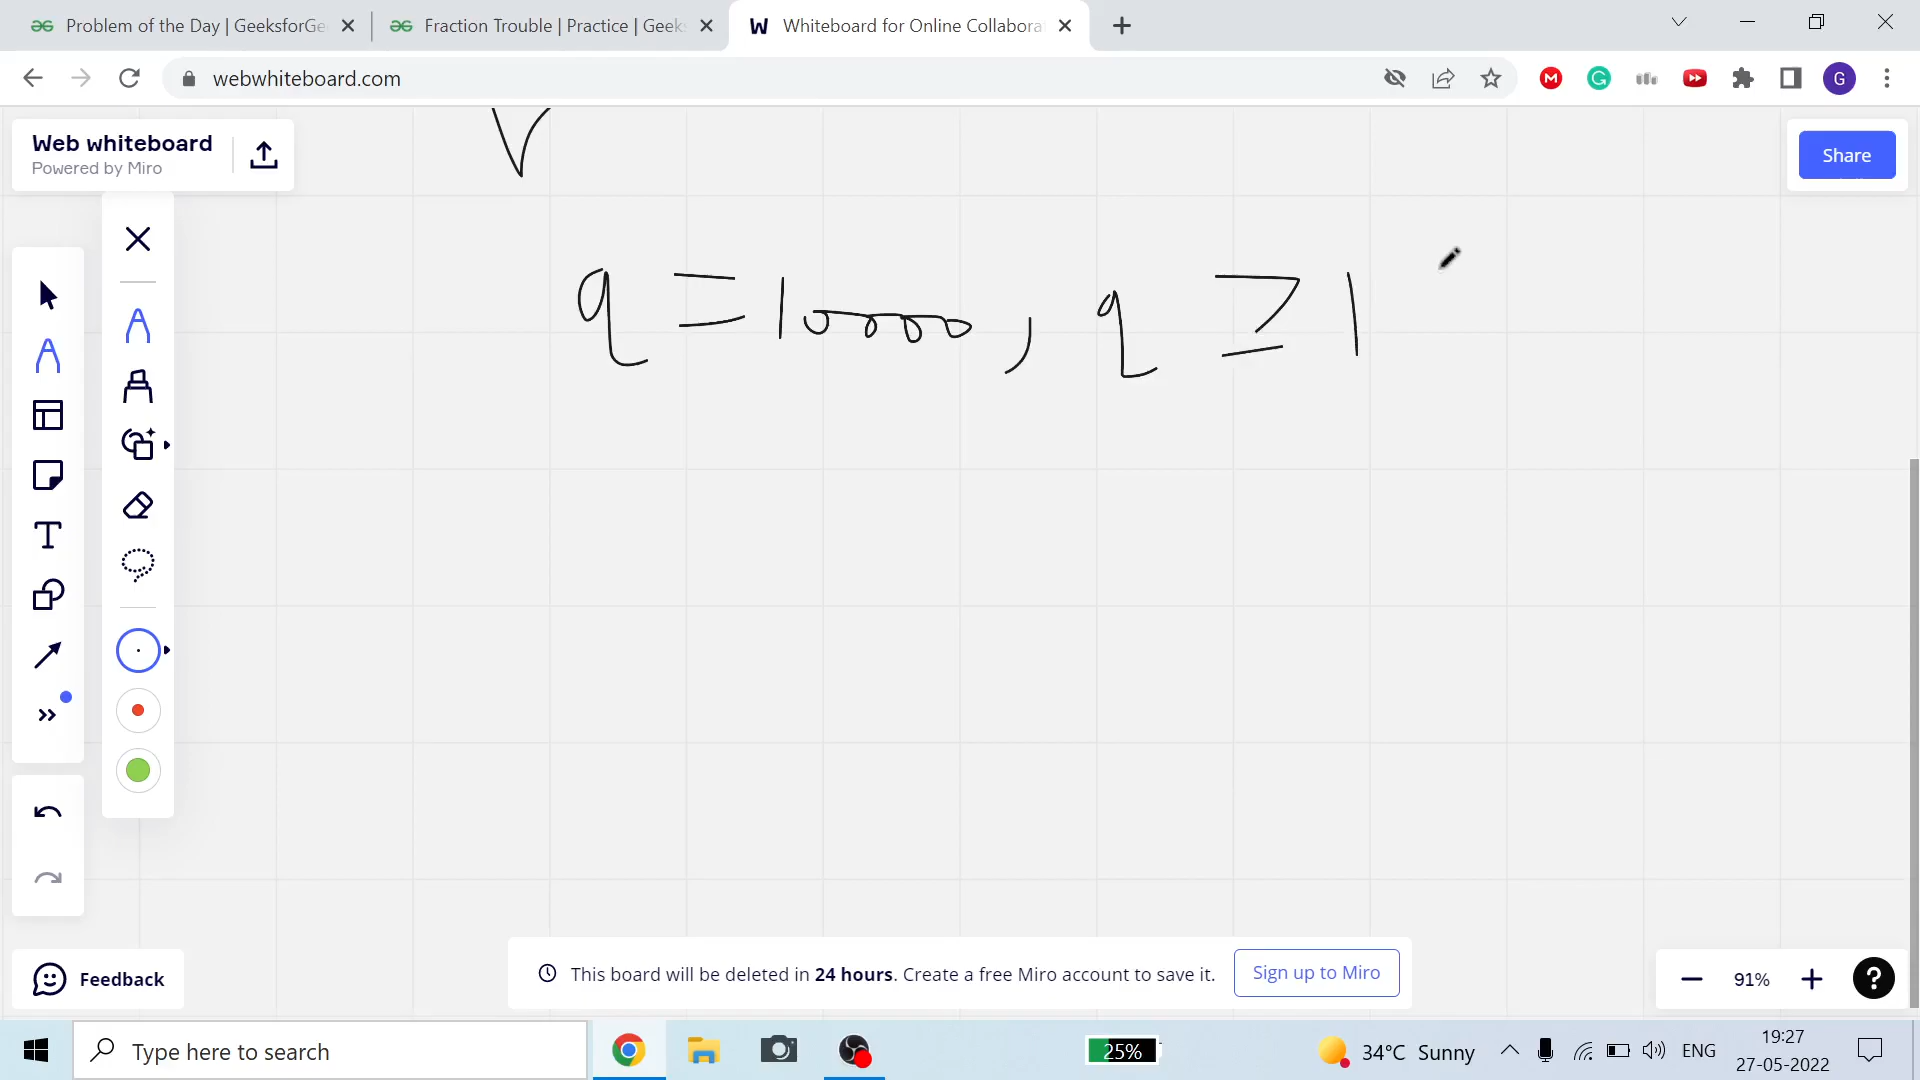 Problem of the Day | GeeksforGe
Fraction Trouble | Practice | Geeks
W Whiteboard for Online Collabora
webwhiteboard.com
M
G
G
Web whiteboard
Powered by Miro
Share
q = 10000, q ≥ 1
T
Feedback
This board will be deleted in 24 hours. Create a free Miro account to save it.
Sign up to Miro
91%
?
Type here to search
25%
34°C Sunny
ENG
19:27
27-05-2022